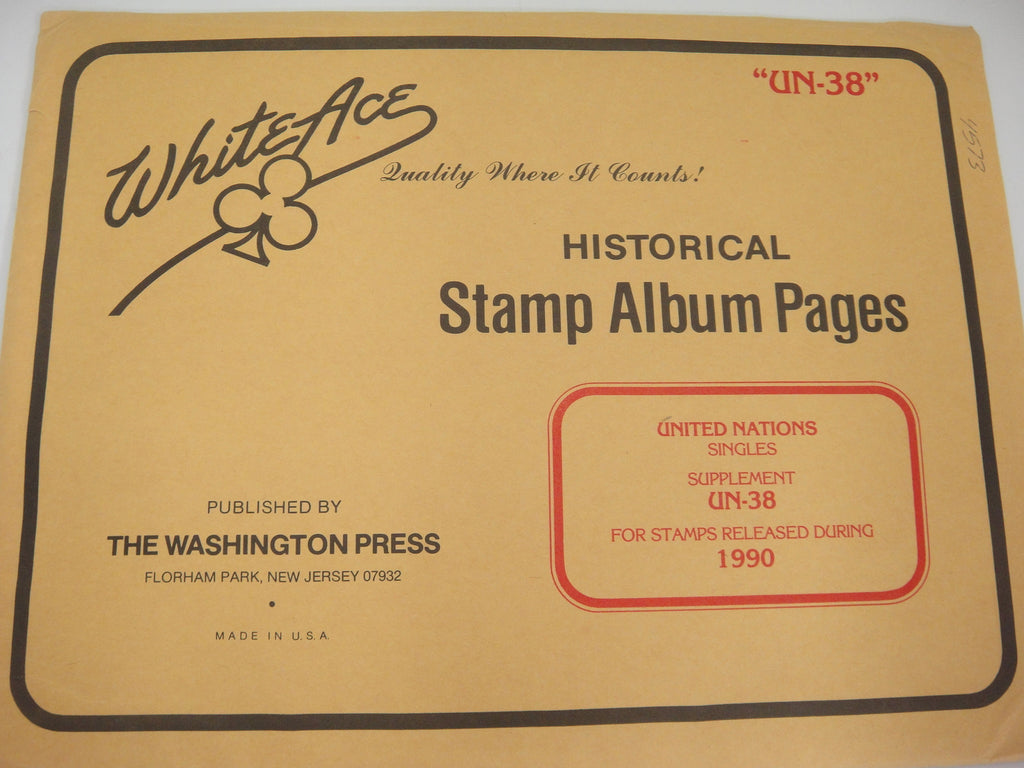 "UN-38"
White Ace
Quality Where It Counts!
HISTORICAL
Stamp Album Pages
UNITED NATIONS
SINGLES
SUPPLEMENT
UN-38
FOR STAMPS RELEASED DURING
1990
PUBLISHED BY
THE WASHINGTON PRESS
FLORHAM PARK, NEW JERSEY 07932
•
MADE IN U.S.A.